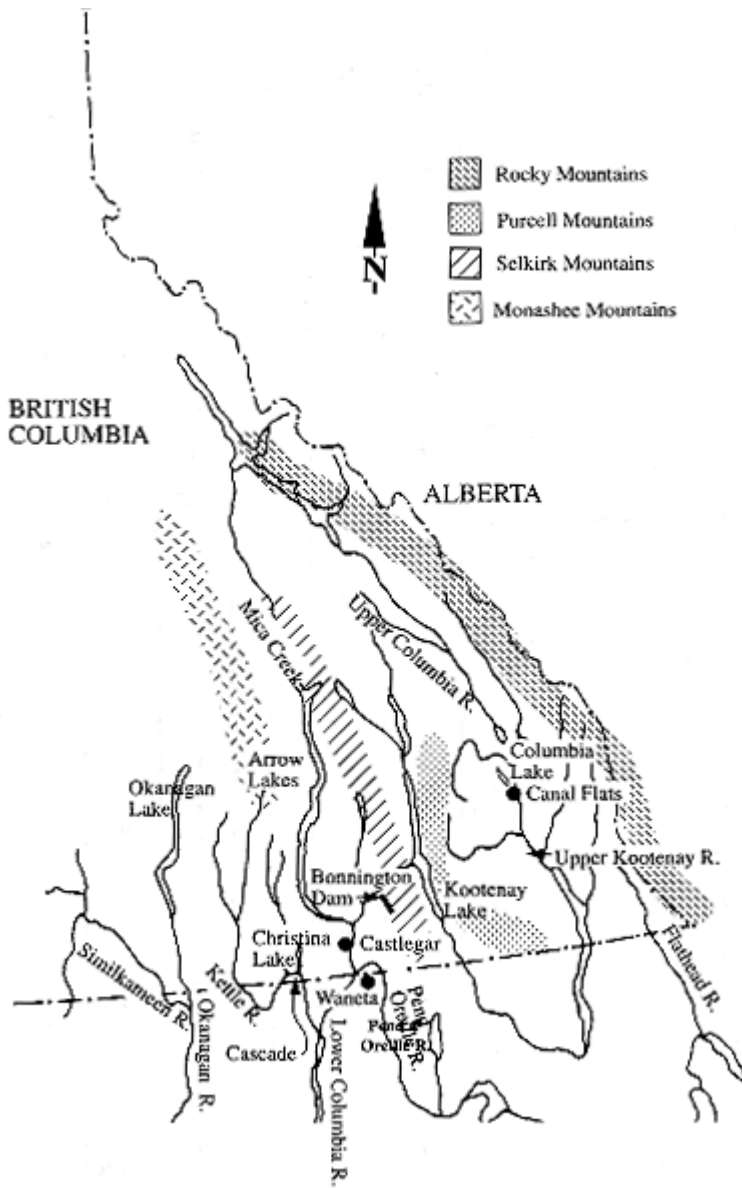 Rocky Mountains
Purcell Mountains
Selkirk Mountains
Monashee Mountains
N
BRITISH
COLUMBIA
ALBERTA
Mica Creek
Upper Columbia R.
Columbia
Lake
Canal Flats
Arrow
Lakes
Okanagan
Lake
Upper Kootenay R.
Bonnington
Dam
Kootenay
Lake
Christina
Lake
Castlegar
Similkameen R.
Kettle R.
Waneta
Flathead R.
Okanagan R.
Cascade
Lower Columbia R.
Pend
Oreille R.
Pend
Oreille R.